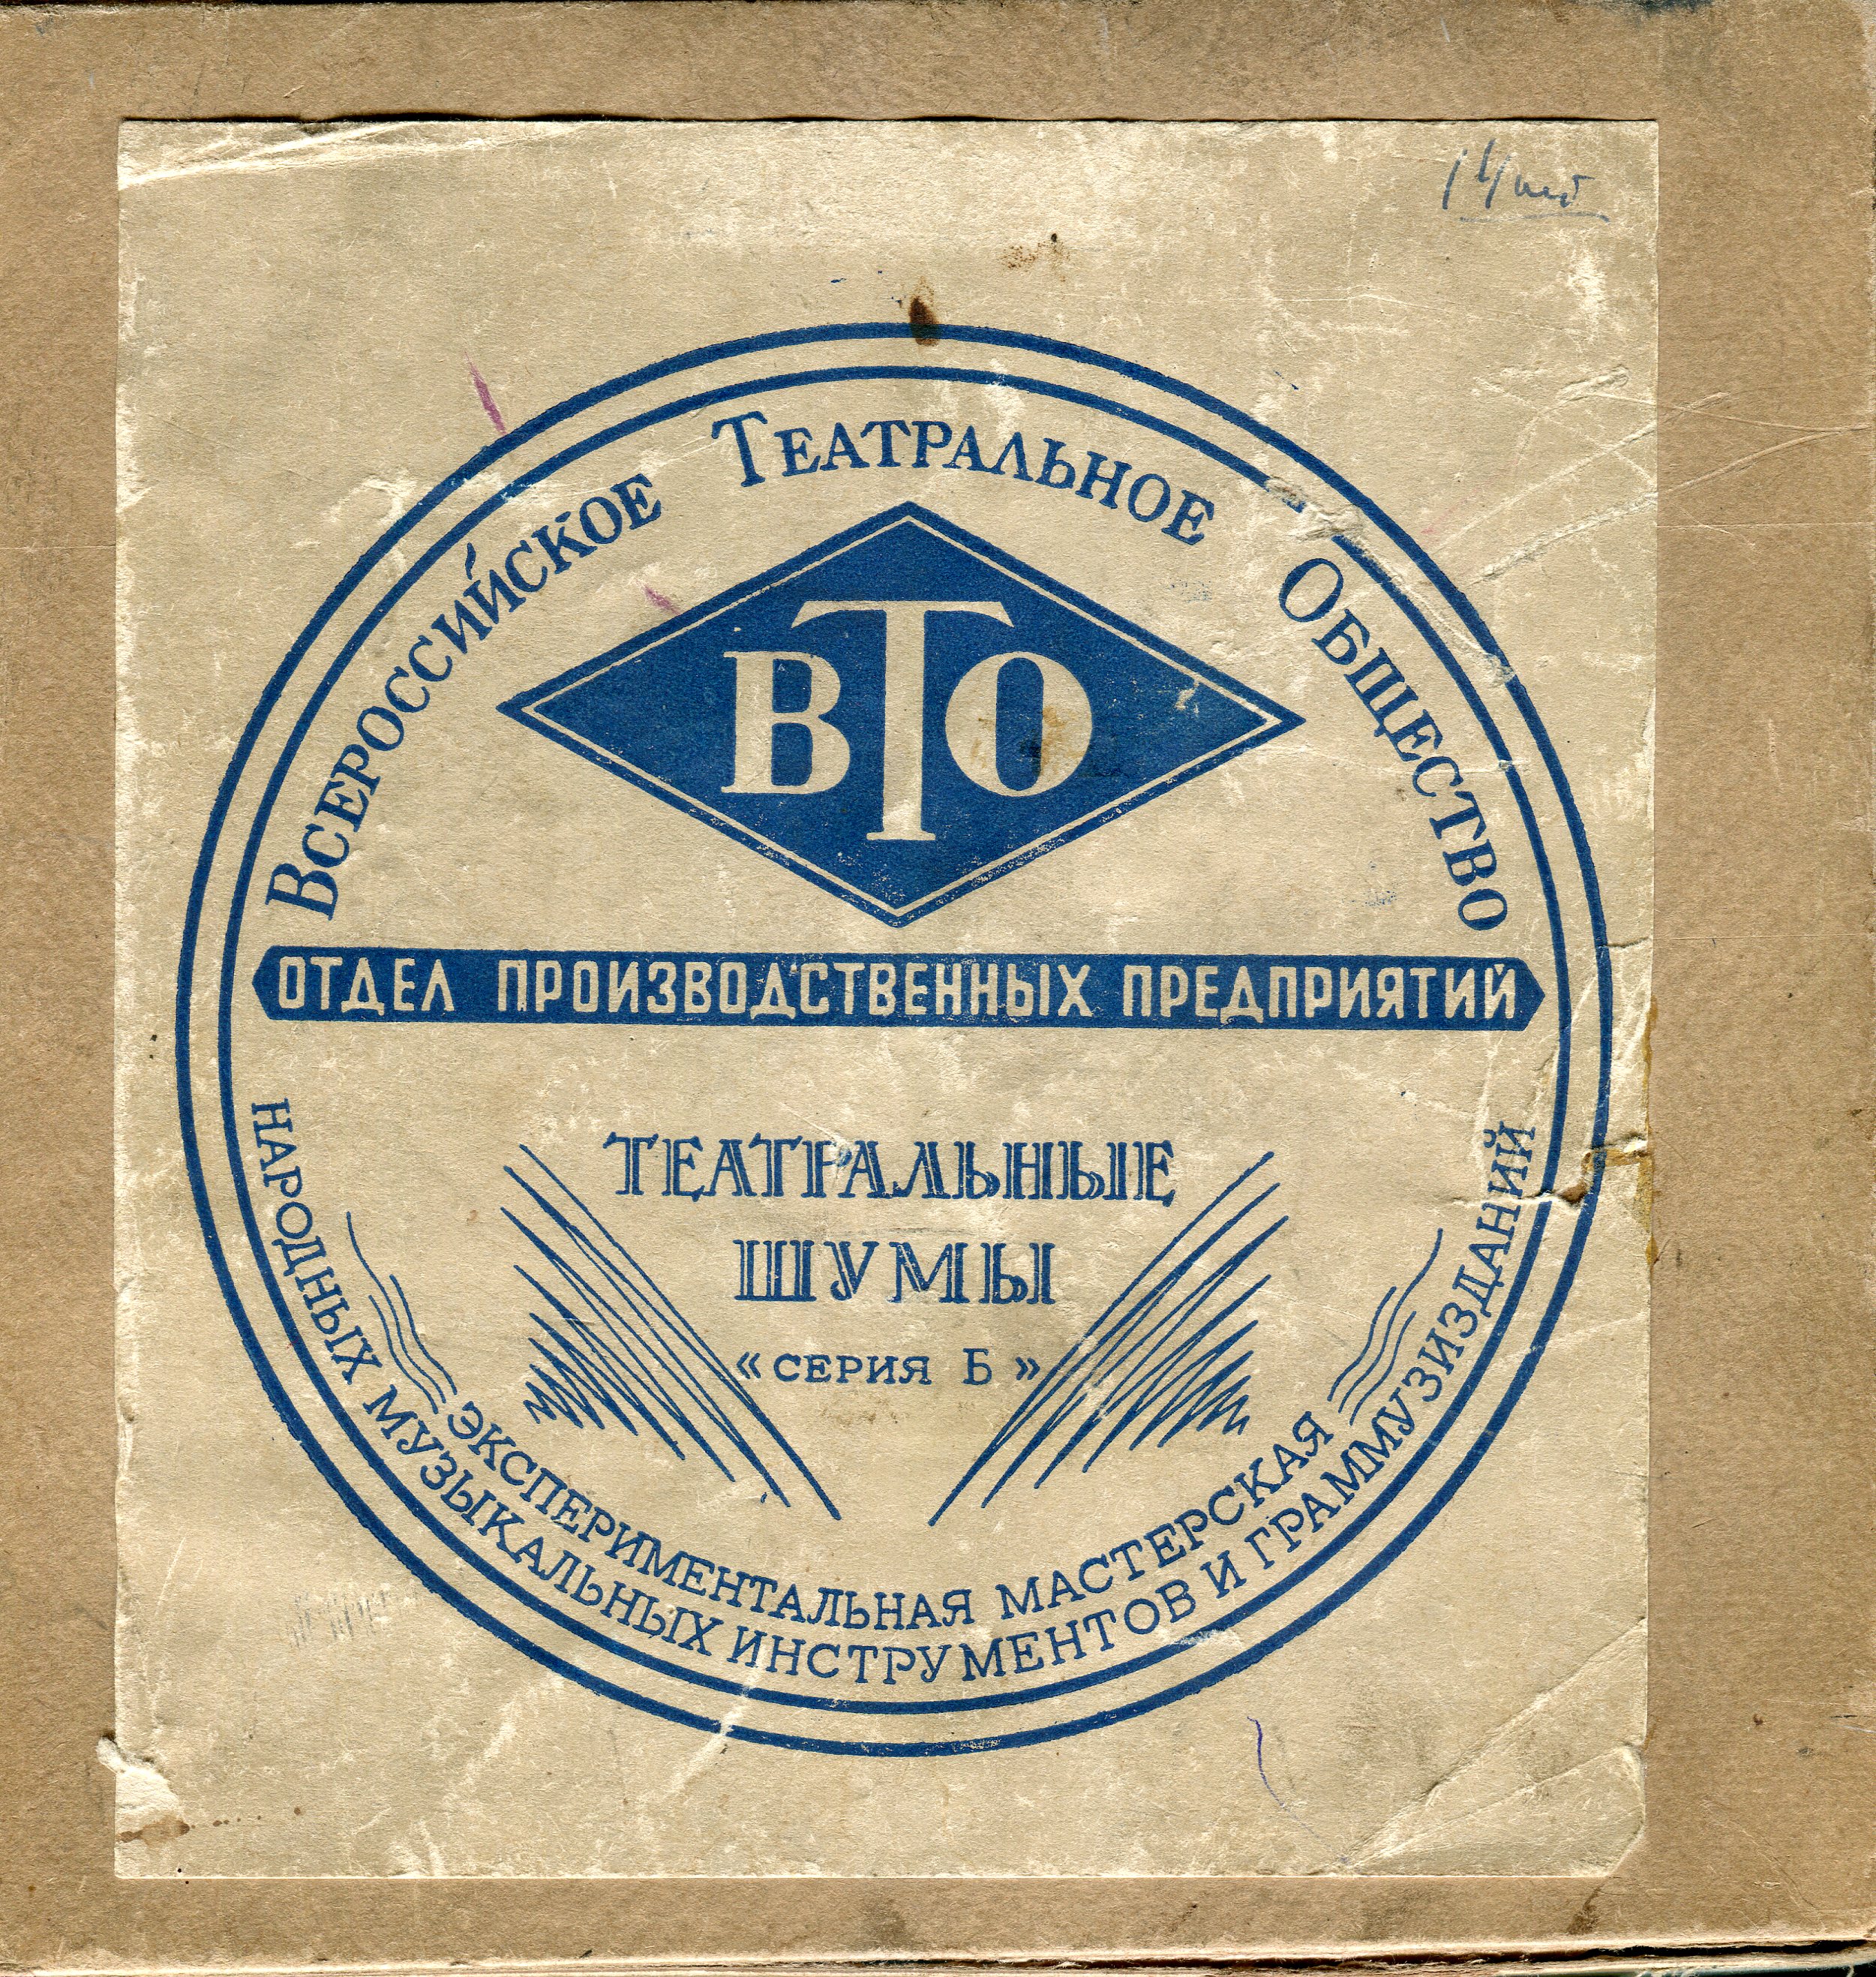 Всероссийское Театральное Общество
ВТО
ОТДЕЛ ПРОИЗВОДСТВЕННЫХ ПРЕДПРИЯТИЙ
ТЕАТРАЛЬНЫЕ
ШУМЫ
«СЕРИЯ Б»
ЭКСПЕРИМЕНТАЛЬНАЯ МАСТЕРСКАЯ
НАРОДНЫХ МУЗЫКАЛЬНЫХ ИНСТРУМЕНТОВ И ГРАММУЗИЗДАНИЙ